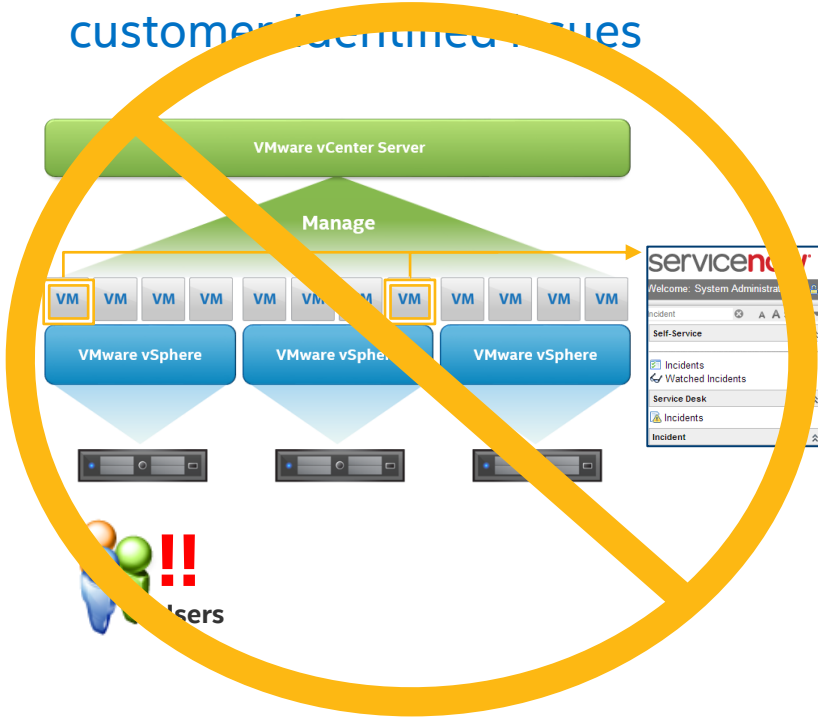 customer identified issues
VMware vCenter Server
Manage
VM VM VM VM VM VM VM VM VM VM VM VM
VMware vSphere VMware vSphere VMware vSphere
servicenow
Welcome: System Administrator
incident A A
Self-Service
Incidents
Watched Incidents
Service Desk
Incidents
Incident
!!
Users